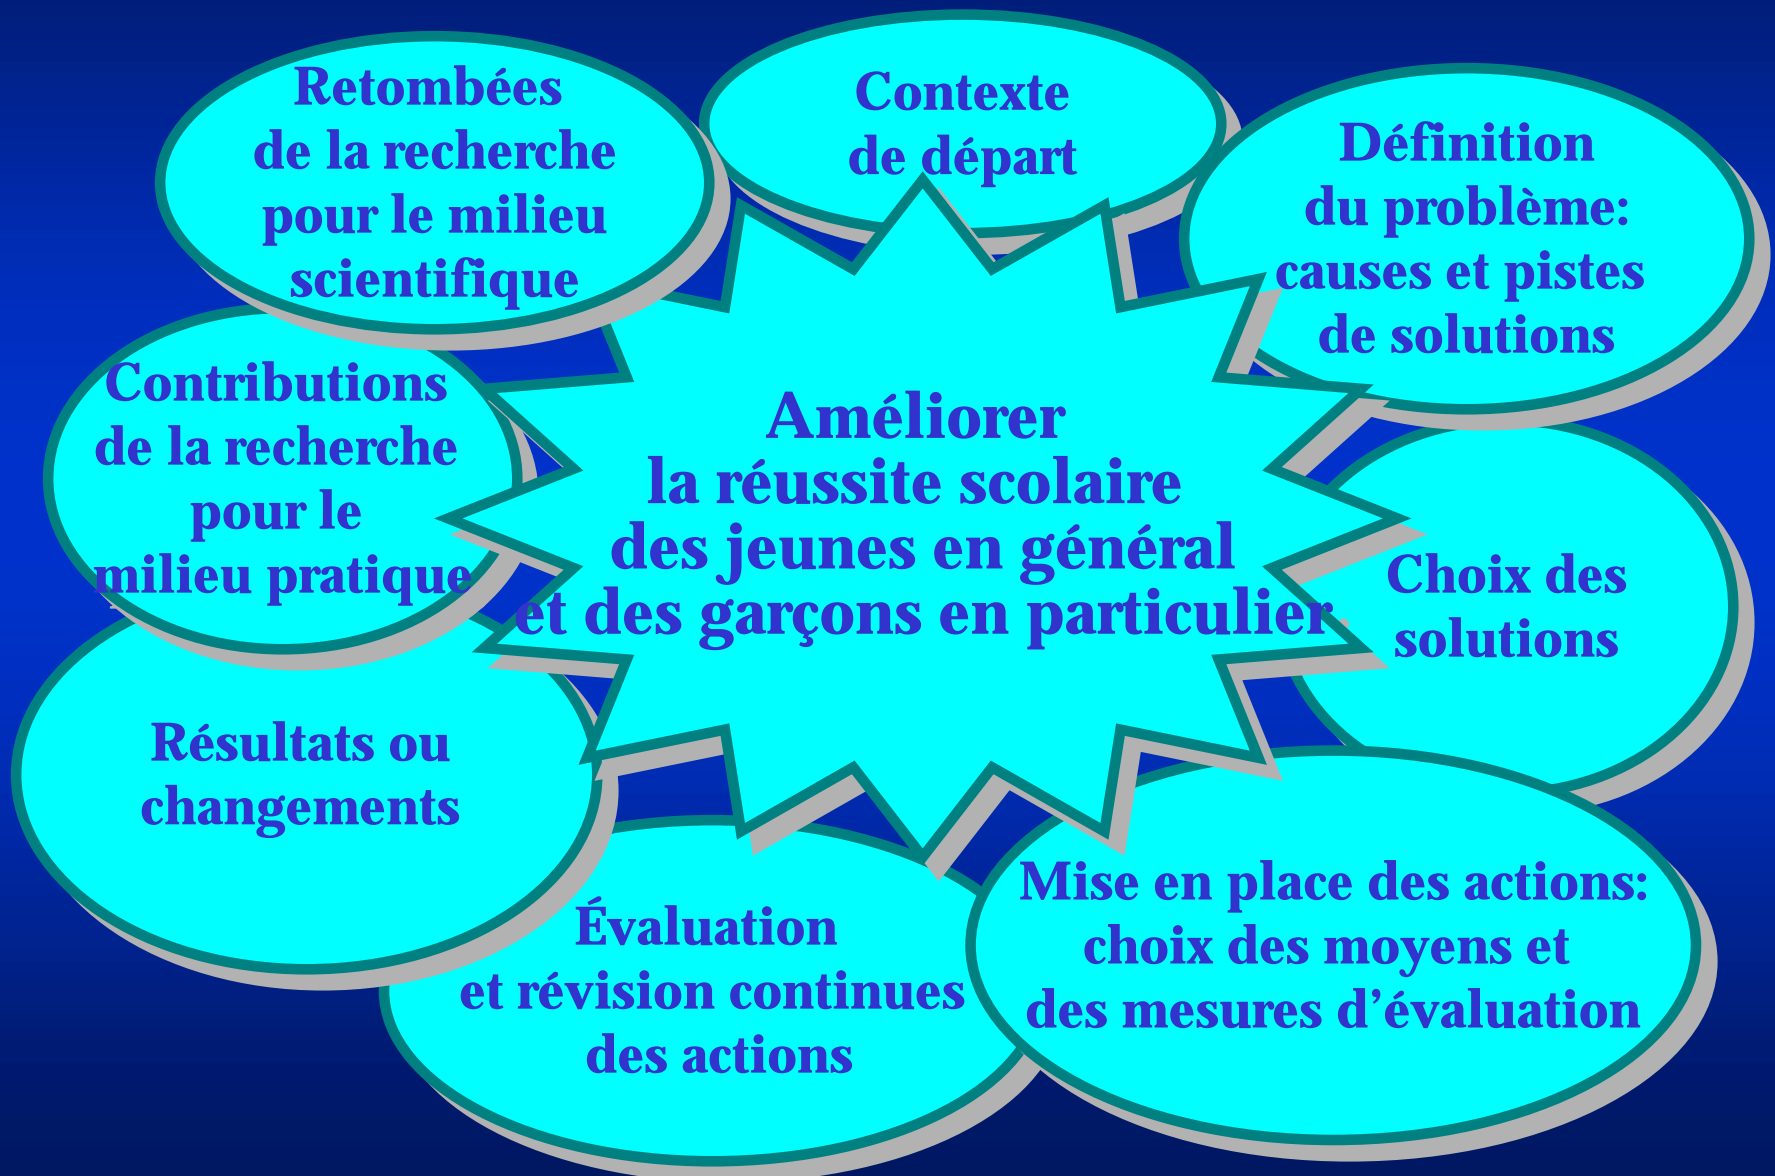 Retombées
de la recherche
pour le milieu
scientifique
Contexte
de départ
Définition
du problème:
causes et pistes
de solutions
Contributions
de la recherche
pour le
milieu pratique
Améliorer
la réussite scolaire
des jeunes en général
et des garçons en particulier
Choix des
solutions
Résultats ou
changements
Évaluation
et révision continues
des actions
Mise en place des actions:
choix des moyens et
des mesures d’évaluation